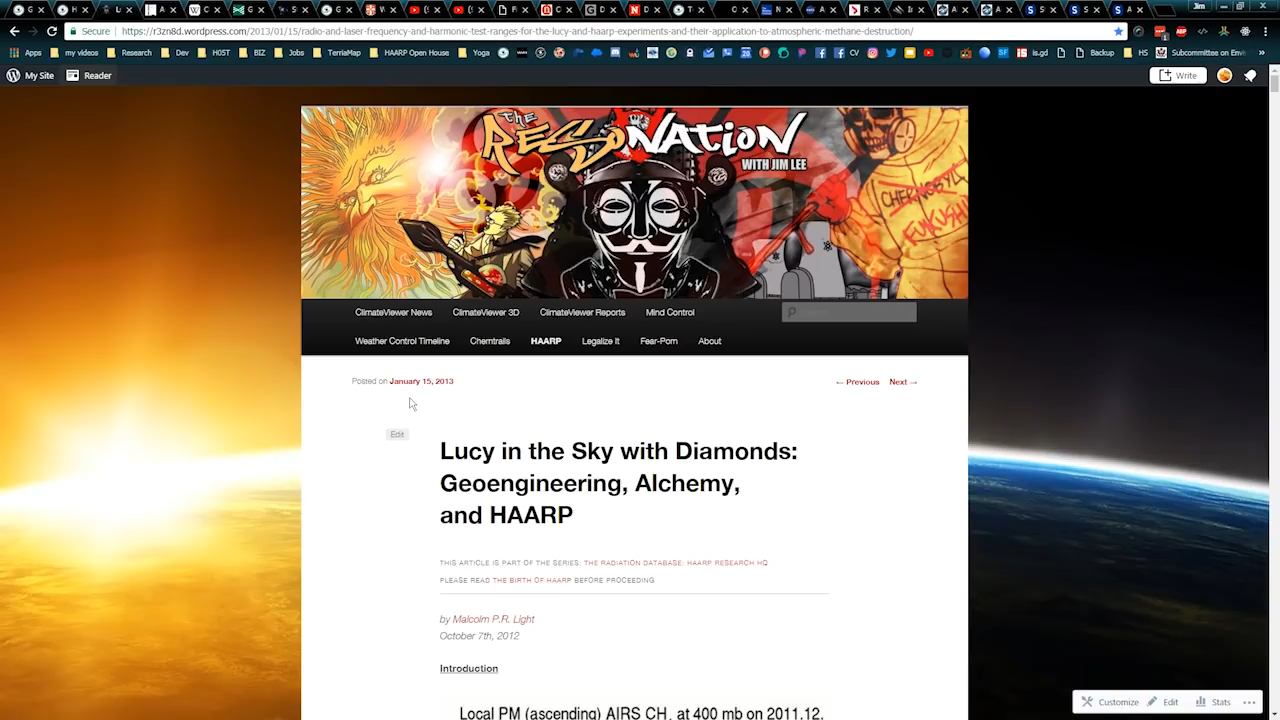 Jim
Secure
https://r3zn8d.wordpress.com/2013/01/15/radio-and-laser-frequency-and-harmonic-test-ranges-for-the-lucy-and-haarp-experiments-and-their-application-to-atmospheric-methane-destruction/
Apps my videos Research Dev H0ST BIZ Jobs TerriaMap HAARP Open House Yoga CV is.gd Backup HS Subcommittee on Env
My Site Reader Write
the RESONATION
WITH JIM LEE
CHERNOBYL
FUKUSHI
ClimateViewer News ClimateViewer 3D ClimateViewer Reports Mind Control
Weather Control Timeline Chemtrails HAARP Legalize It Fear-Porn About
Posted on January 15, 2013
← Previous Next →
Edit
Lucy in the Sky with Diamonds:
Geoengineering, Alchemy,
and HAARP
THIS ARTICLE IS PART OF THE SERIES: THE RADIATION DATABASE: HAARP RESEARCH HQ
PLEASE READ THE BIRTH OF HAARP BEFORE PROCEEDING
by Malcolm P.R. Light
October 7th, 2012
Introduction
Local PM (ascending) AIRS CH, at 400 mb on 2011.12.
Customize Edit Stats